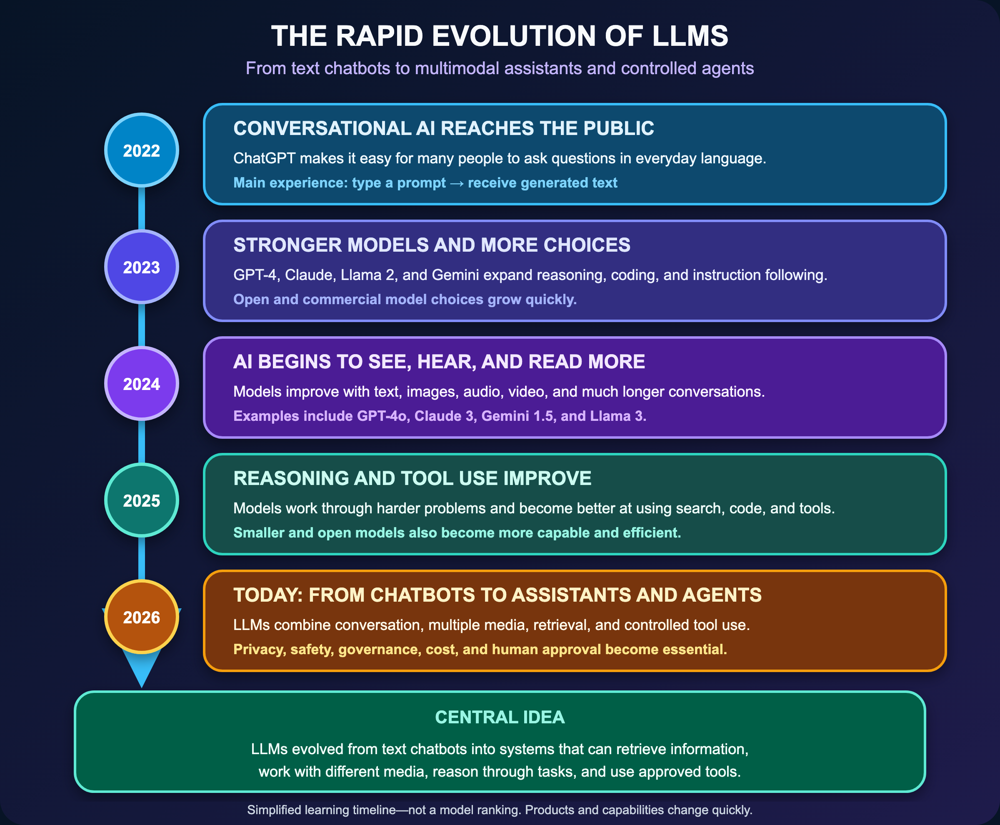 THE RAPID EVOLUTION OF LLMS
From text chatbots to multimodal assistants and controlled agents
2022
CONVERSATIONAL AI REACHES THE PUBLIC
ChatGPT makes it easy for many people to ask questions in everyday language.
Main experience: type a prompt → receive generated text
2023
STRONGER MODELS AND MORE CHOICES
GPT-4, Claude, Llama 2, and Gemini expand reasoning, coding, and instruction following.
Open and commercial model choices grow quickly.
2024
AI BEGINS TO SEE, HEAR, AND READ MORE
Models improve with text, images, audio, video, and much longer conversations.
Examples include GPT-4o, Claude 3, Gemini 1.5, and Llama 3.
2025
REASONING AND TOOL USE IMPROVE
Models work through harder problems and become better at using search, code, and tools.
Smaller and open models also become more capable and efficient.
2026
TODAY: FROM CHATBOTS TO ASSISTANTS AND AGENTS
LLMs combine conversation, multiple media, retrieval, and controlled tool use.
Privacy, safety, governance, cost, and human approval become essential.
CENTRAL IDEA
LLMs evolved from text chatbots into systems that can retrieve information,
work with different media, reason through tasks, and use approved tools.
Simplified learning timeline—not a model ranking. Products and capabilities change quickly.